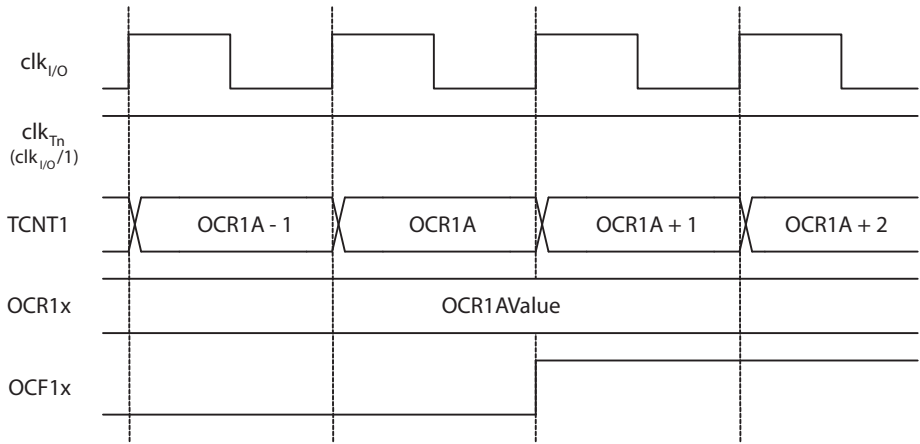 clkI/O
clkTn
(clkI/O/1)
TCNT1 OCR1A - 1 OCR1A OCR1A + 1 OCR1A + 2
OCR1x OCR1AValue
OCF1x